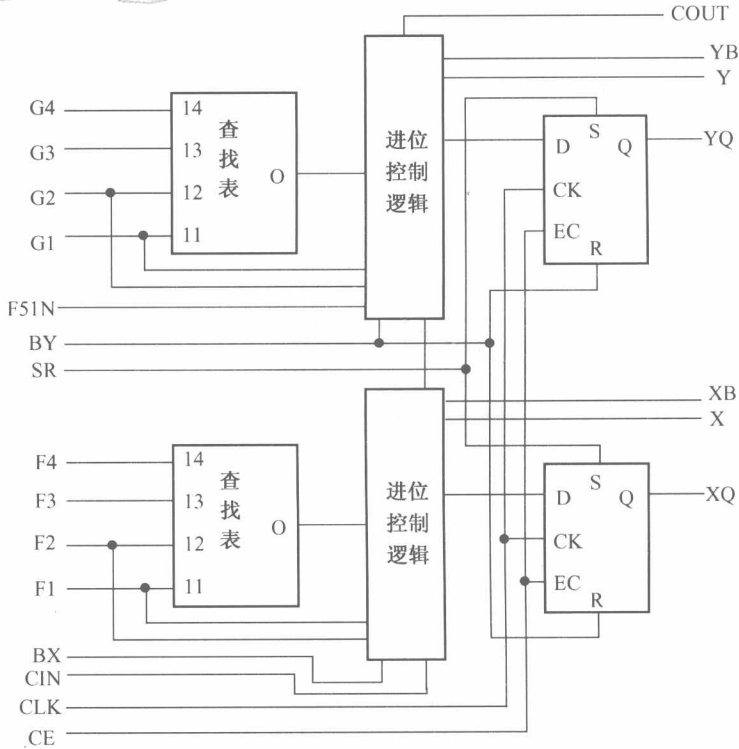 COUT
YB
Y
G4
G3
G2
G1
14
13
12
11
查找表
O
进位控制逻辑
D
S
Q
CK
EC
R
YQ
F51N
BY
SR
XB
X
F4
F3
F2
F1
14
13
12
11
查找表
O
进位控制逻辑
D
S
Q
CK
EC
R
XQ
BX
CIN
CLK
CE